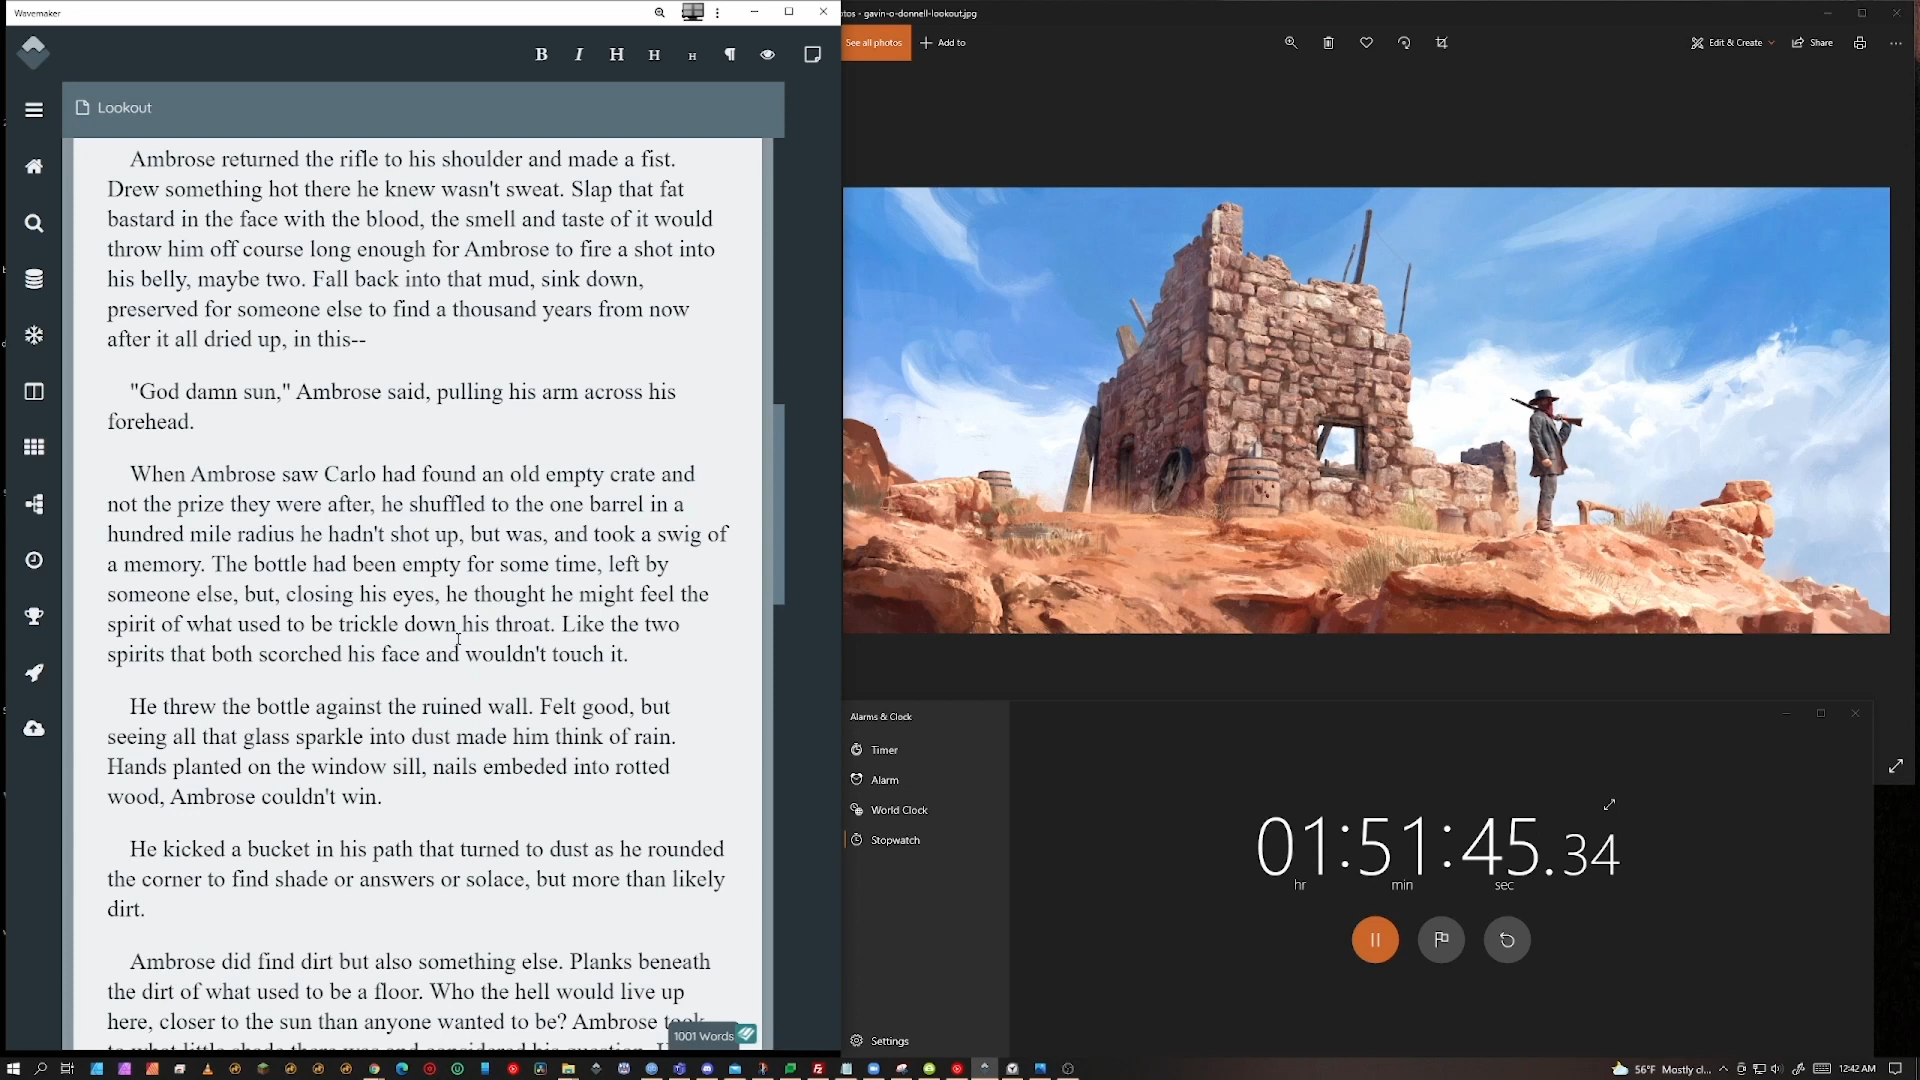 Wavemaker
B I H H H ¶
Lookout
Ambrose returned the rifle to his shoulder and made a fist.
Drew something hot there he knew wasn't sweat. Slap that fat
bastard in the face with the blood, the smell and taste of it would
throw him off course long enough for Ambrose to fire a shot into
his belly, maybe two. Fall back into that mud, sink down,
preserved for someone else to find a thousand years from now
after it all dried up, in this--
"God damn sun," Ambrose said, pulling his arm across his
forehead.
When Ambrose saw Carlo had found an old empty crate and
not the prize they were after, he shuffled to the one barrel in a
hundred mile radius he hadn't shot up, but was, and took a swig of
a memory. The bottle had been empty for some time, left by
someone else, but, closing his eyes, he thought he might feel the
spirit of what used to be trickle down his throat. Like the two
spirits that both scorched his face and wouldn't touch it.
He threw the bottle against the ruined wall. Felt good, but
seeing all that glass sparkle into dust made him think of rain.
Hands planted on the window sill, nails embeded into rotted
wood, Ambrose couldn't win.
He kicked a bucket in his path that turned to dust as he rounded
the corner to find shade or answers or solace, but more than likely
dirt.
Ambrose did find dirt but also something else. Planks beneath
the dirt of what used to be a floor. Who the hell would live up
here, closer to the sun than anyone wanted to be? Ambrose took
1001 Words
tos - gavin-o-donnell-lookout.jpg
See all photos
Add to
Edit & Create
Share
Alarms & Clock
Timer
Alarm
World Clock
Stopwatch
Settings
01:51:45.34
hr min sec
56°F Mostly cl...
12:42 AM